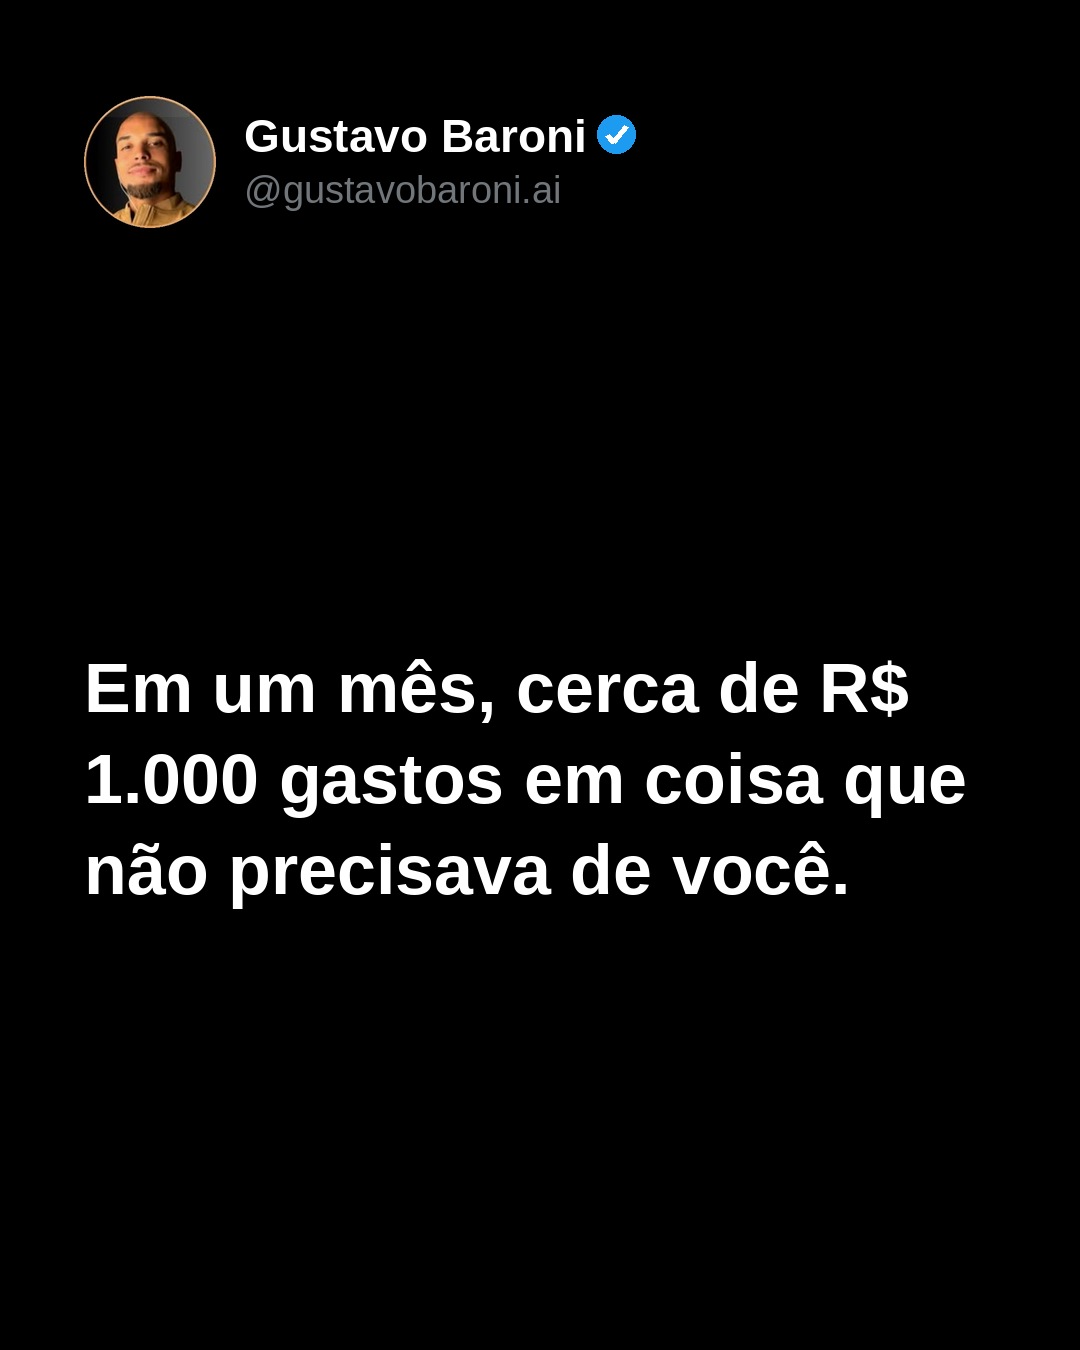 Gustavo Baroni
@gustavobaroni.ai
Em um mês, cerca de R$
1.000 gastos em coisa que
não precisava de você.